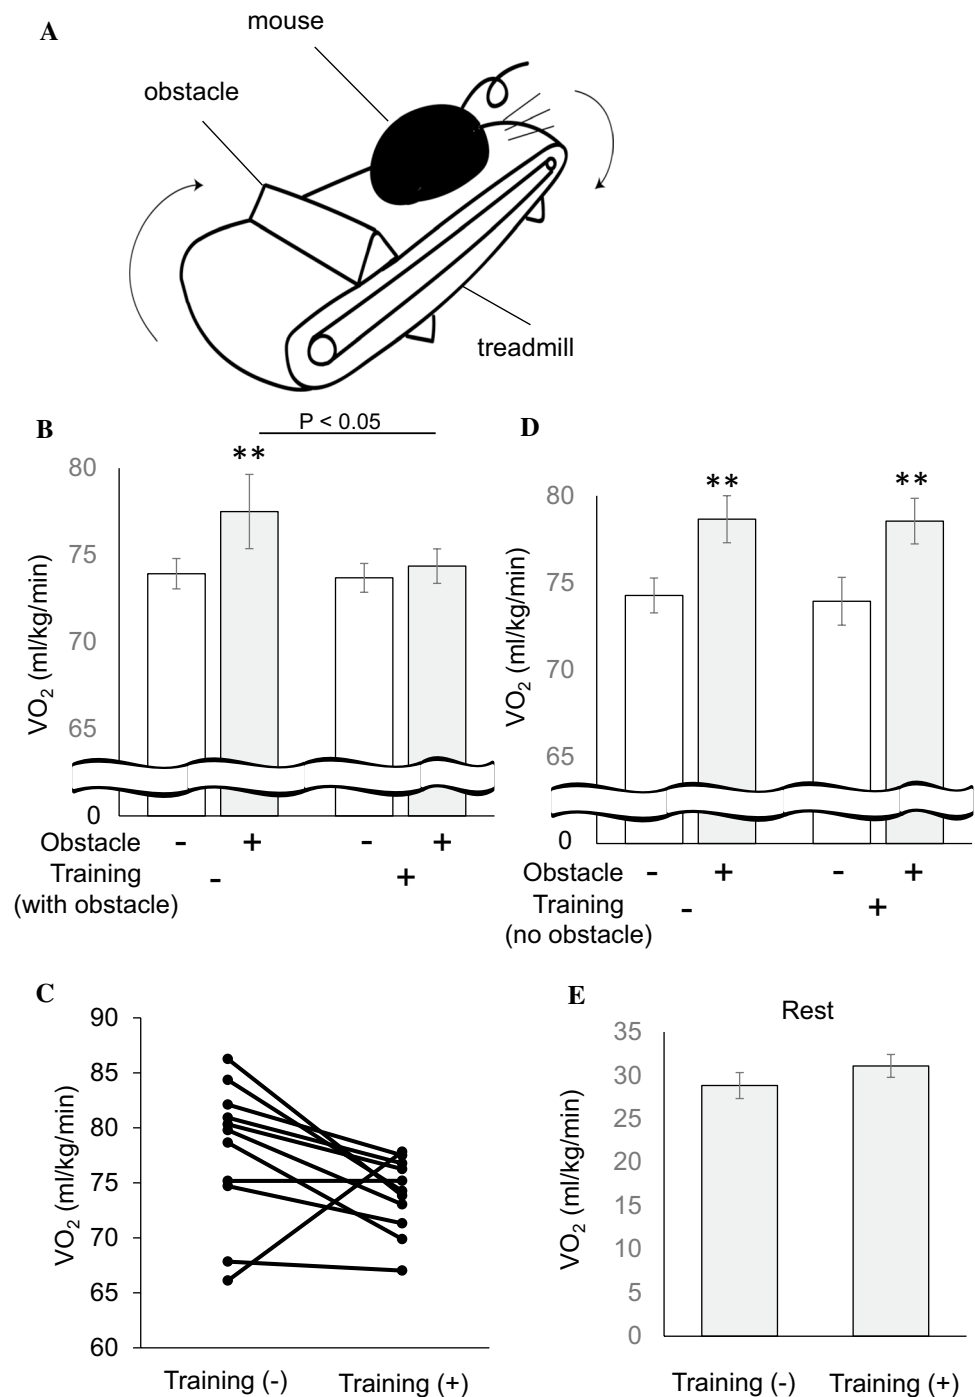 A
mouse
obstacle
treadmill
B
P < 0.05
**
80
75
70
65
0
VO2 (ml/kg/min)
Obstacle - + - +
Training - +
(with obstacle)
D
** **
80
75
70
65
0
VO2 (ml/kg/min)
Obstacle - + - +
Training - +
(no obstacle)
C
90
85
80
75
70
65
60
VO2 (ml/kg/min)
Training (-) Training (+)
E
Rest
35
30
25
20
15
10
5
0
VO2 (ml/kg/min)
Training (-) Training (+)